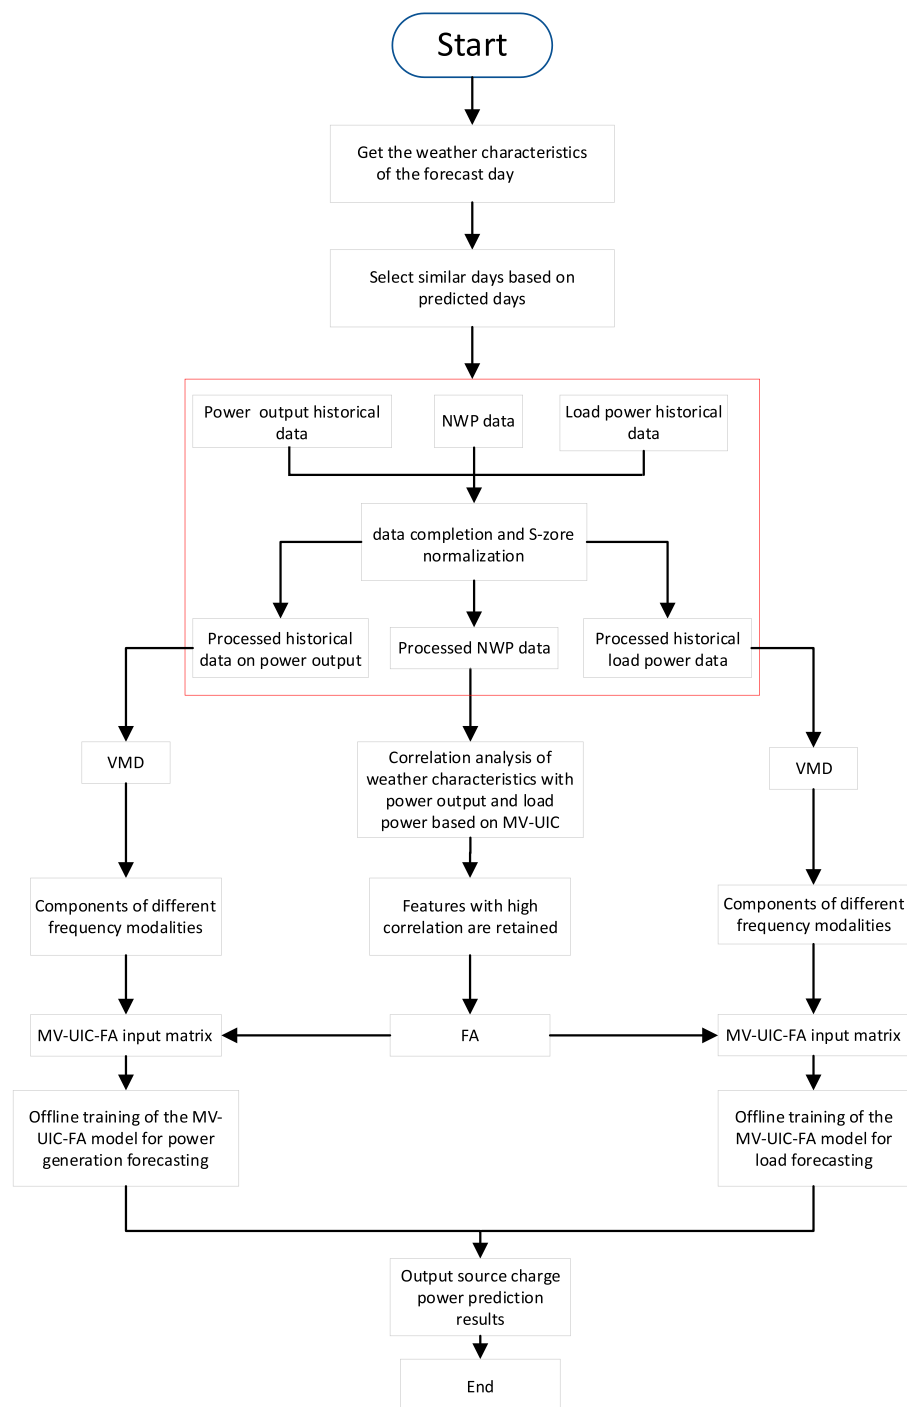 Start
Get the weather characteristics
of the forecast day
Select similar days based on
predicted days
Power output historical
data
NWP data
Load power historical
data
data completion and S-zore
normalization
Processed historical
data on power output
Processed NWP data
Processed historical
load power data
VMD
Correlation analysis of
weather characteristics with
power output and load
power based on MV-UIC
VMD
Components of different
frequency modalities
Features with high
correlation are retained
Components of different
frequency modalities
MV-UIC-FA input matrix
FA
MV-UIC-FA input matrix
Offline training of the MV-
UIC-FA model for power
generation forecasting
Offline training of the
MV-UIC-FA model for
load forecasting
Output source charge
power prediction
results
End